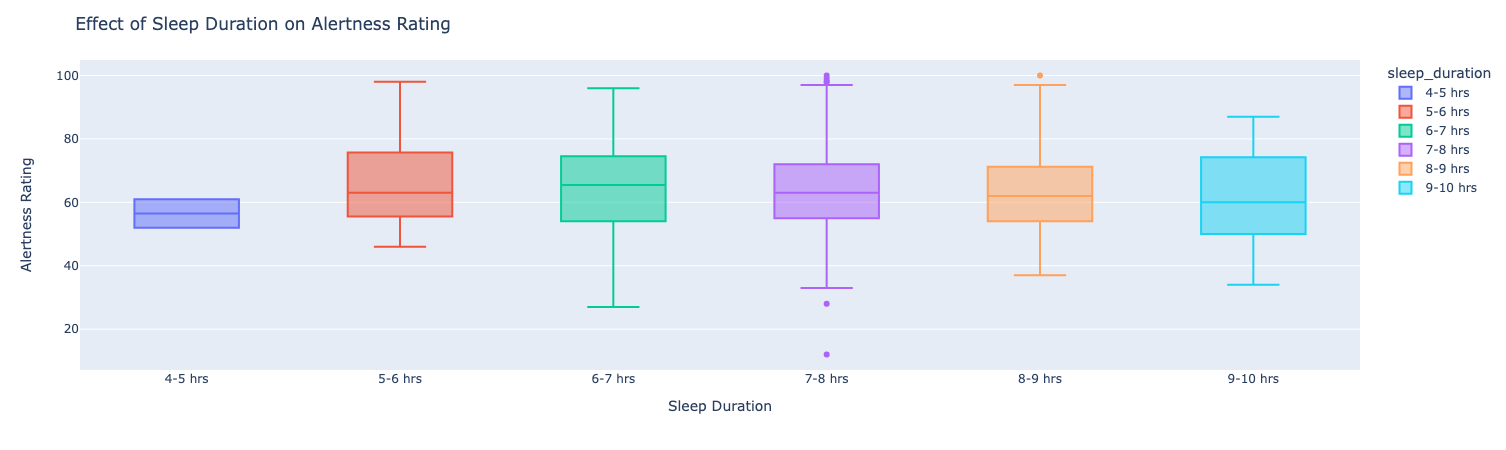 Effect of Sleep Duration on Alertness Rating
Alertness Rating
100
80
60
40
20
4-5 hrs
5-6 hrs
6-7 hrs
7-8 hrs
8-9 hrs
9-10 hrs
Sleep Duration
sleep_duration
4-5 hrs
5-6 hrs
6-7 hrs
7-8 hrs
8-9 hrs
9-10 hrs